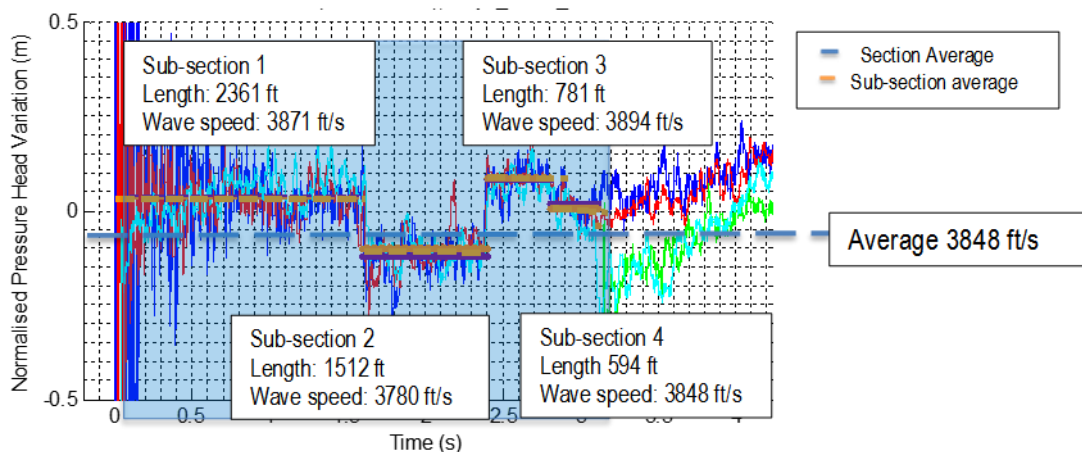 0.5
Sub-section 1
Length: 2361 ft
Wave speed: 3871 ft/s
Sub-section 3
Length: 781 ft
Wave speed: 3894 ft/s
Section Average
Sub-section average
Normalised Pressure Head Variation (m)
0
Average 3848 ft/s
Sub-section 2
Length: 1512 ft
Wave speed: 3780 ft/s
Sub-section 4
Length 594 ft
Wave speed: 3848 ft/s
-0.5
0 0.5 2 2.5 4
Time (s)